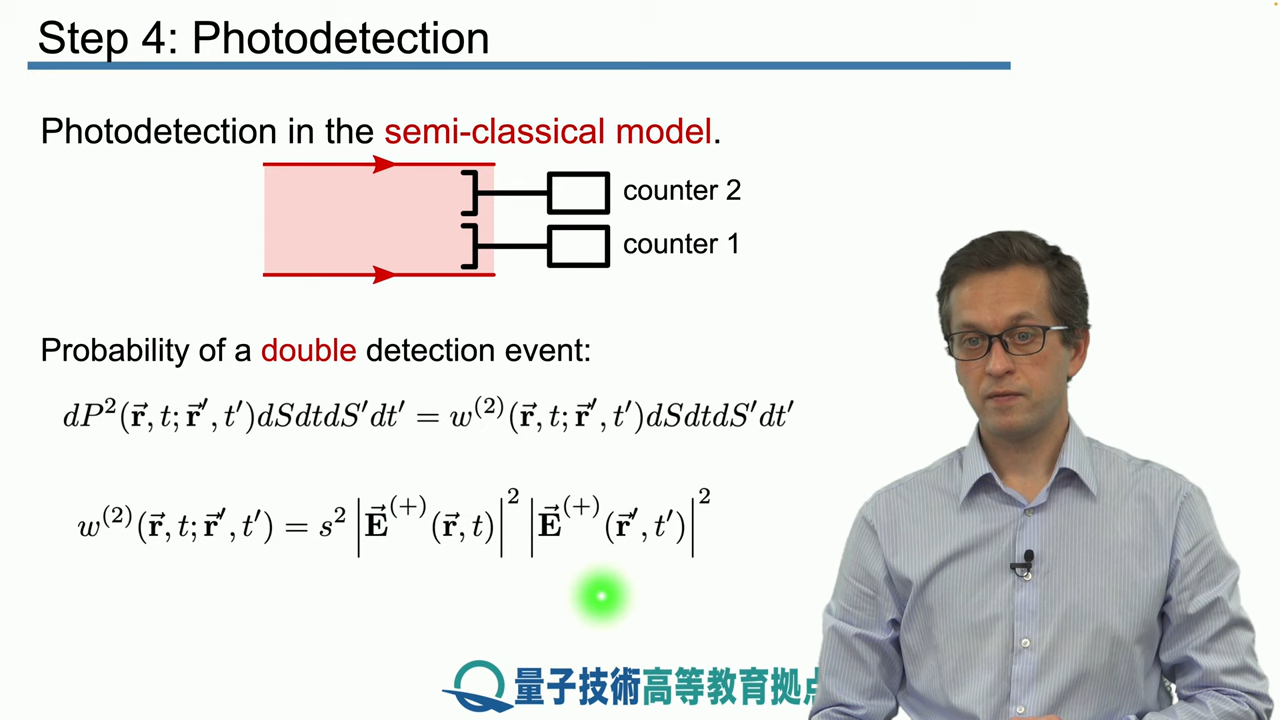 Step 4: Photodetection
Photodetection in the semi-classical model.
counter 2
counter 1
Probability of a double detection event:
dP²(r⃗, t; r⃗′, t′)dSdtdS′dt′ = w⁽²⁾(r⃗, t; r⃗′, t′)dSdtdS′dt′
w⁽²⁾(r⃗, t; r⃗′, t′) = s² |E⃗⁽⁺⁾(r⃗, t)|² |E⃗⁽⁺⁾(r⃗′, t′)|²
量子技術高等教育拠点